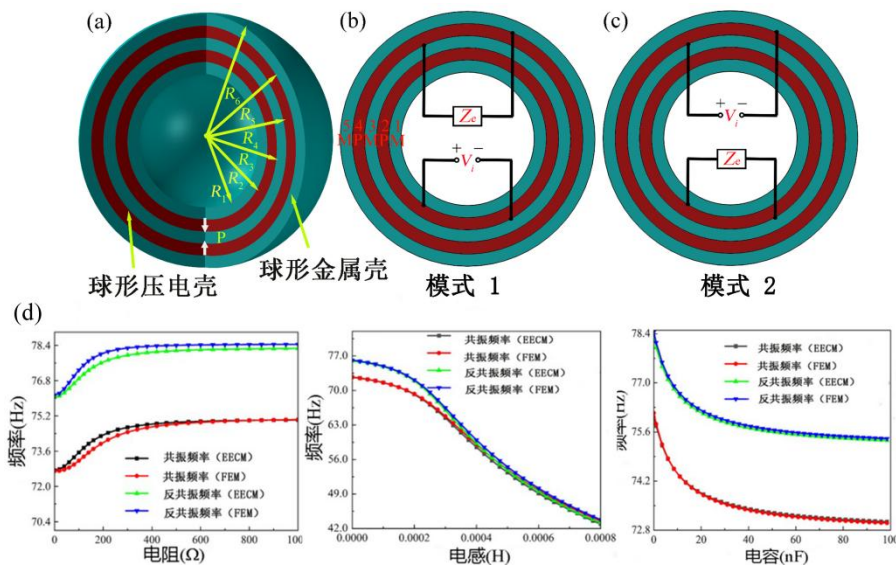 (a)
(b)
(c)
R6
R5
R4
R3
R2
R1
P
球形压电壳
球形金属壳
Ze
+ Vi −
5 4 3 2 1
MPMPM
模式 1
+ Vi −
Ze
模式 2
(d)
频率(Hz)
78.4
76.8
75.2
73.6
72.0
70.4
共振频率（EECM）
共振频率（FEM）
反共振频率（EECM）
反共振频率（FEM）
0 200 400 600 800 100
电阻(Ω)
频率(Hz)
77.0
70.0
63.0
56.0
49.0
42.0
共振频率（EECM）
共振频率（FEM）
反共振频率（EECM）
反共振频率（FEM）
0.0000 0.0002 0.0004 0.0006 0.0008
电感(H)
78.4
77.0
75.6
74.2
72.8
共振频率（EECM）
共振频率（FEM）
反共振频率（EECM）
反共振频率（FEM）
0 20 40 60 80 100
电容(nF)